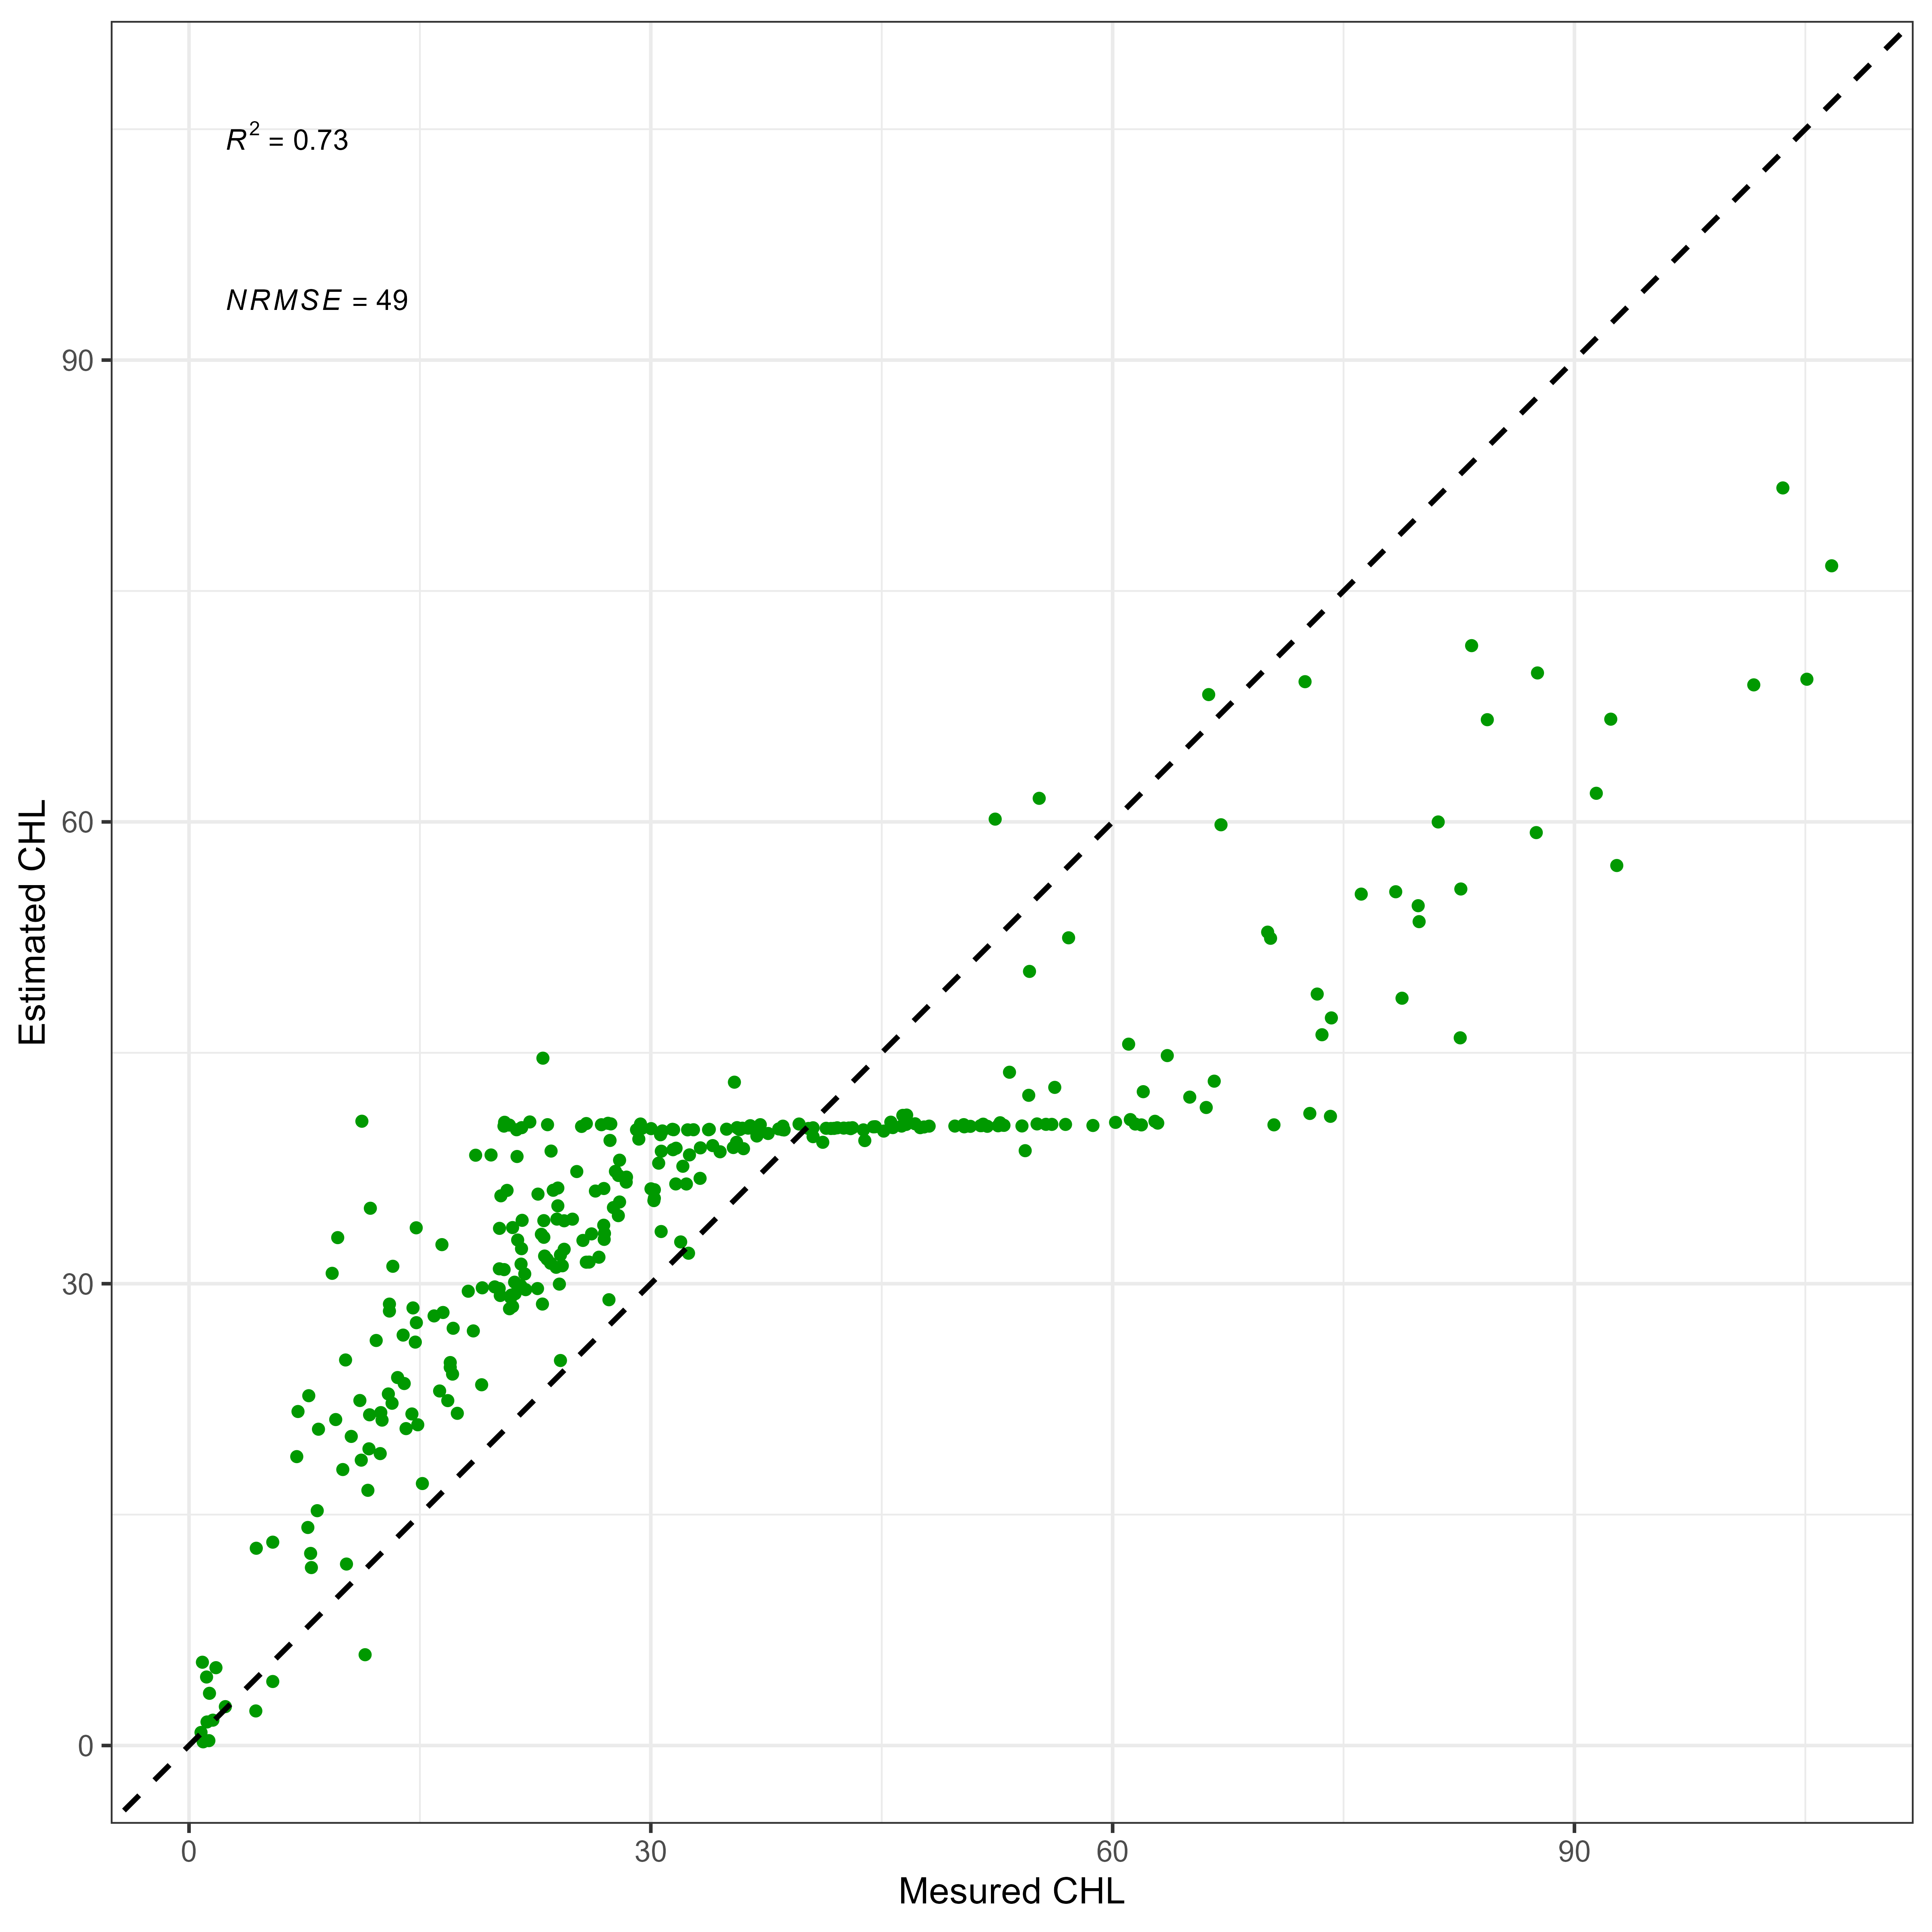 R² = 0.73
NRMSE = 49
90
60
30
0
Estimated CHL
0 30 60 90
Mesured CHL